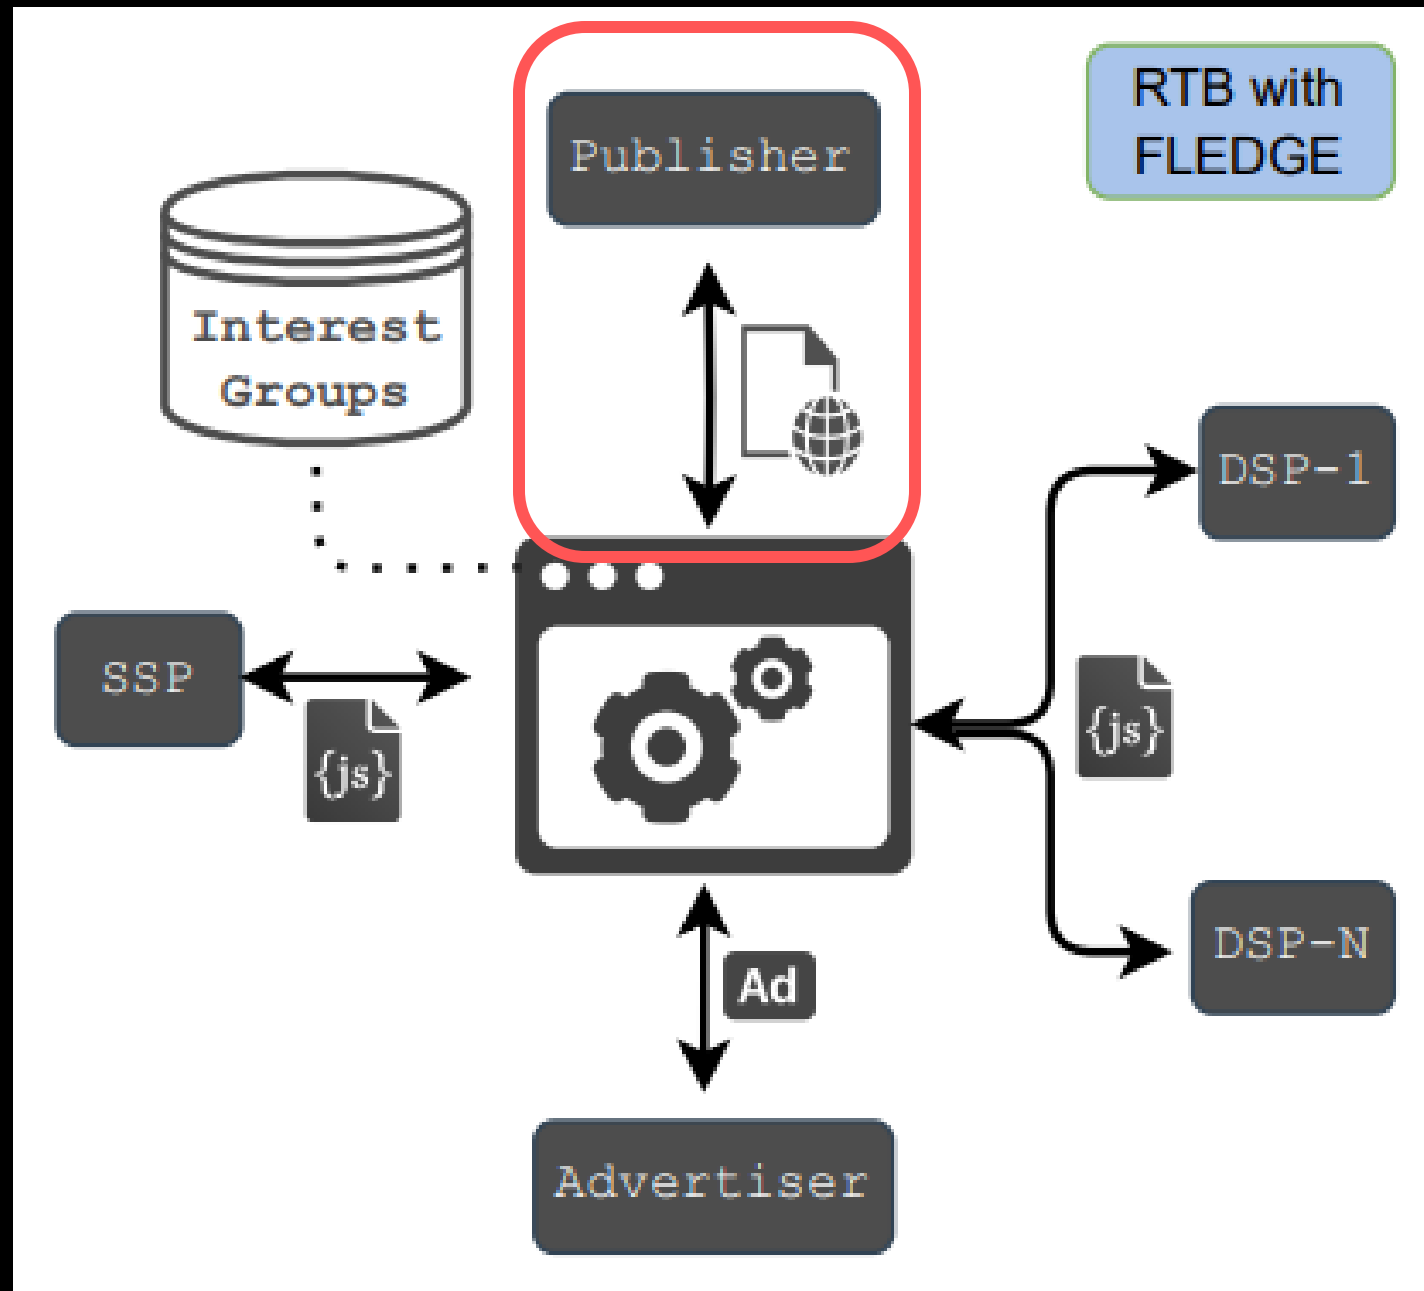 Publisher
RTB with
FLEDGE
Interest
Groups
DSP-1
SSP
{js}
{js}
DSP-N
Ad
Advertiser